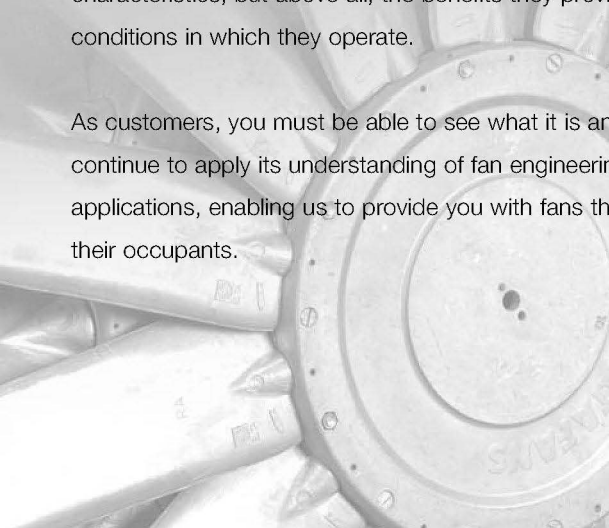 conditions in which they operate.
As customers, you must be able to see what it is an
continue to apply its understanding of fan engineerin
applications, enabling us to provide you with fans th
their occupants.